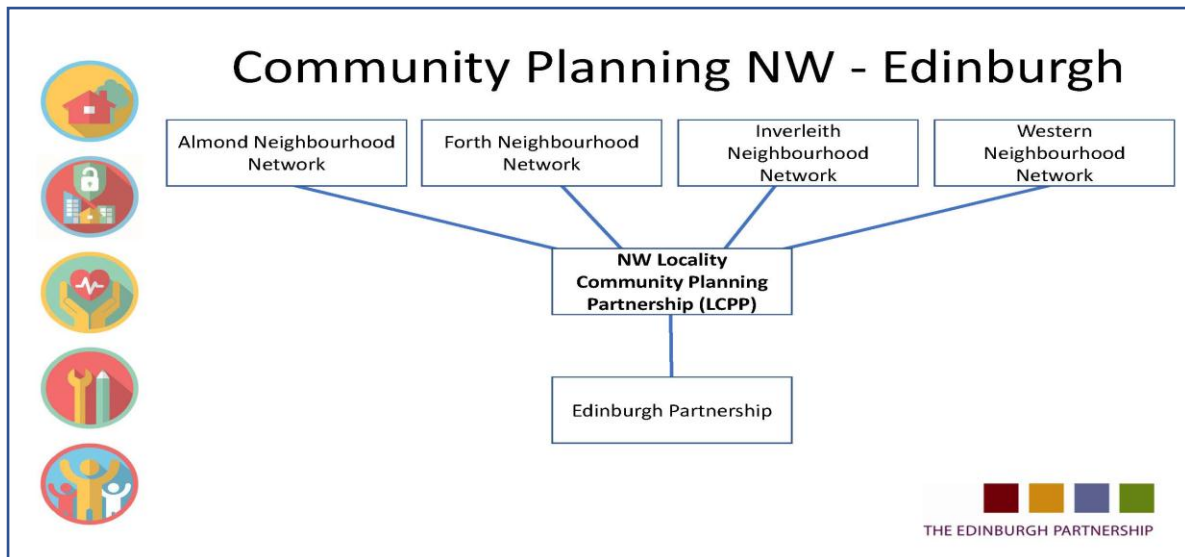 Community Planning NW - Edinburgh
Almond Neighbourhood
Network
Forth Neighbourhood
Network
Inverleith
Neighbourhood
Network
Western
Neighbourhood
Network
NW Locality
Community Planning
Partnership (LCPP)
Edinburgh Partnership
THE EDINBURGH PARTNERSHIP